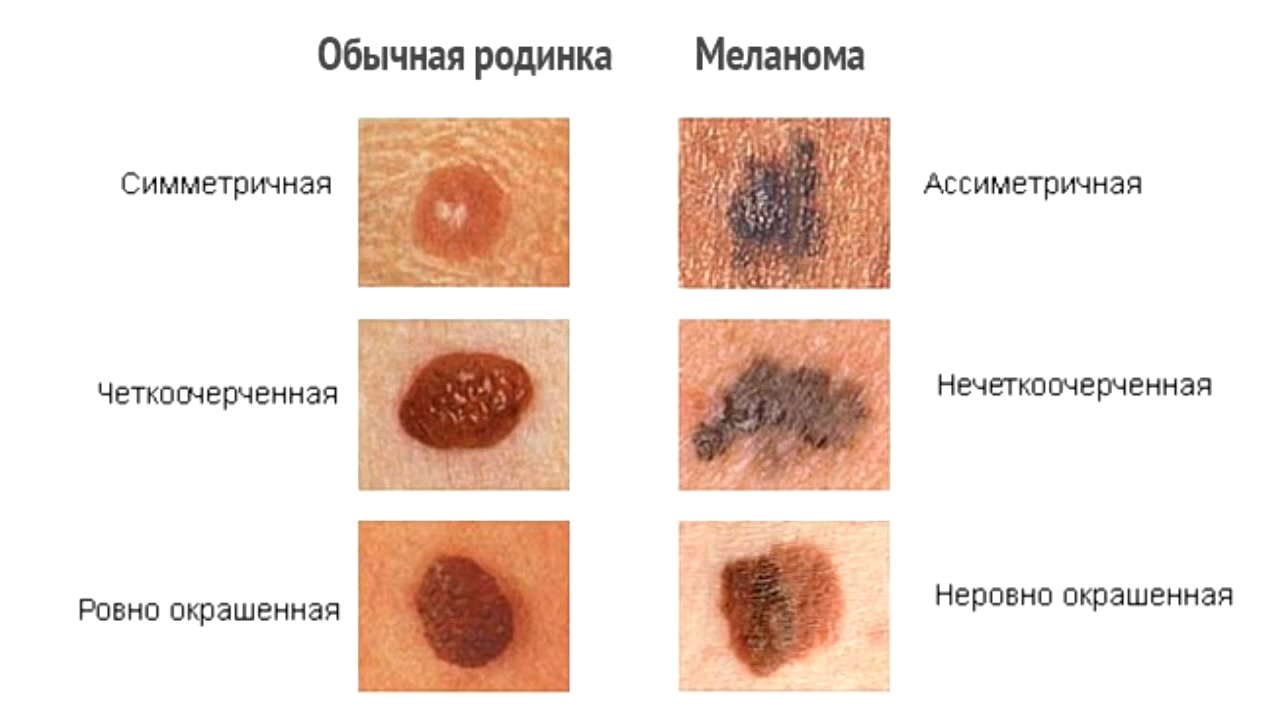 Обычная родинка
Меланома
Симметричная
Ассиметричная
Четкоочерченная
Нечеткоочерченная
Ровно окрашенная
Неровно окрашенная